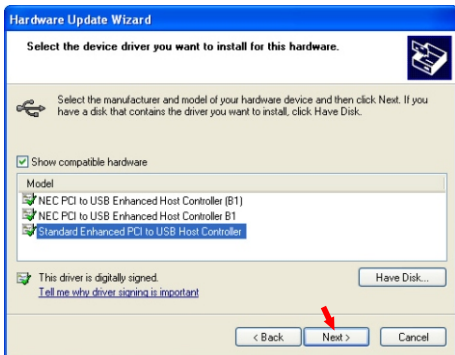 Hardware Update Wizard
Select the device driver you want to install for this hardware.
Select the manufacturer and model of your hardware device and then click Next. If you
have a disk that contains the driver you want to install, click Have Disk.
Show compatible hardware
Model
NEC PCI to USB Enhanced Host Controller (B1)
NEC PCI to USB Enhanced Host Controller B1
Standard Enhanced PCI to USB Host Controller
This driver is digitally signed.
Have Disk...
Tell me why driver signing is important
< Back
Next >
Cancel